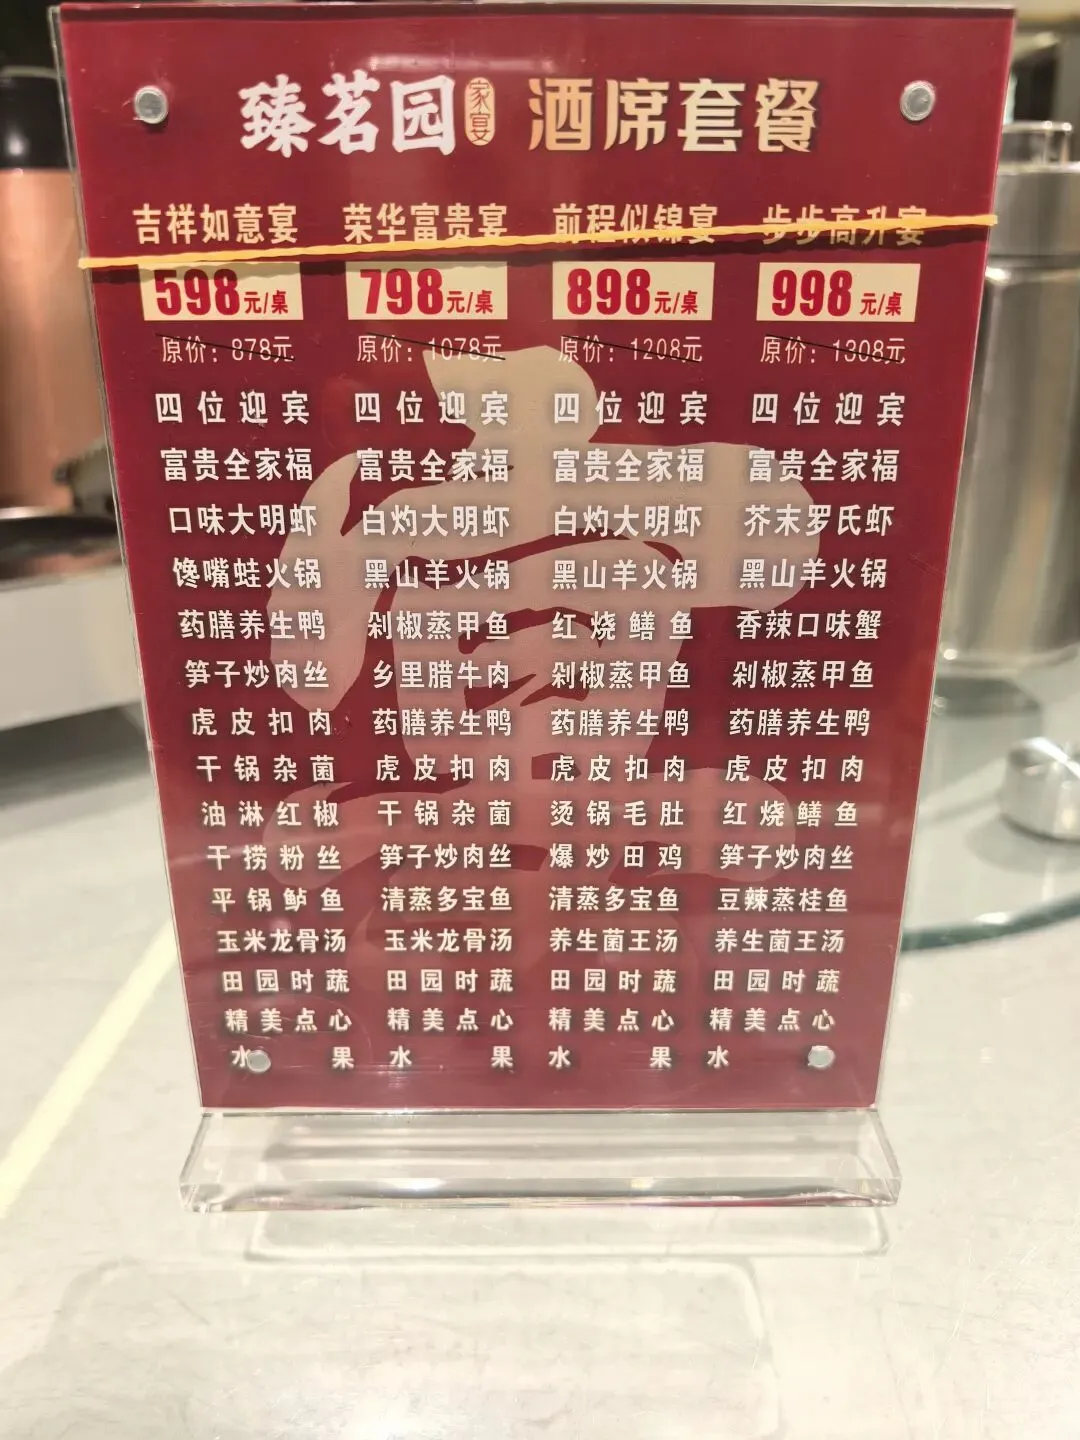 臻茗园 家宴 酒席套餐
吉祥如意宴 荣华富贵宴 前程似锦宴 步步高升宴
598元/桌 798元/桌 898元/桌 998元/桌
原价：878元 原价：1078元 原价：1208元 原价：1308元
四位迎宾 四位迎宾 四位迎宾 四位迎宾
富贵全家福 富贵全家福 富贵全家福 富贵全家福
口味大明虾 白灼大明虾 白灼大明虾 芥末罗氏虾
馋嘴蛙火锅 黑山羊火锅 黑山羊火锅 黑山羊火锅
药膳养生鸭 剁椒蒸甲鱼 红烧鳝鱼 香辣口味蟹
笋子炒肉丝 乡里腊牛肉 剁椒蒸甲鱼 剁椒蒸甲鱼
虎皮扣肉 药膳养生鸭 药膳养生鸭 药膳养生鸭
干锅杂菌 虎皮扣肉 虎皮扣肉 虎皮扣肉
油淋红椒 干锅杂菌 烫锅毛肚 红烧鳝鱼
干捞粉丝 笋子炒肉丝 爆炒田鸡 笋子炒肉丝
平锅鲈鱼 清蒸多宝鱼 清蒸多宝鱼 豆辣蒸桂鱼
玉米龙骨汤 玉米龙骨汤 养生菌王汤 养生菌王汤
田园时蔬 田园时蔬 田园时蔬 田园时蔬
精美点心 精美点心 精美点心 精美点心
水果 水果 水果 水